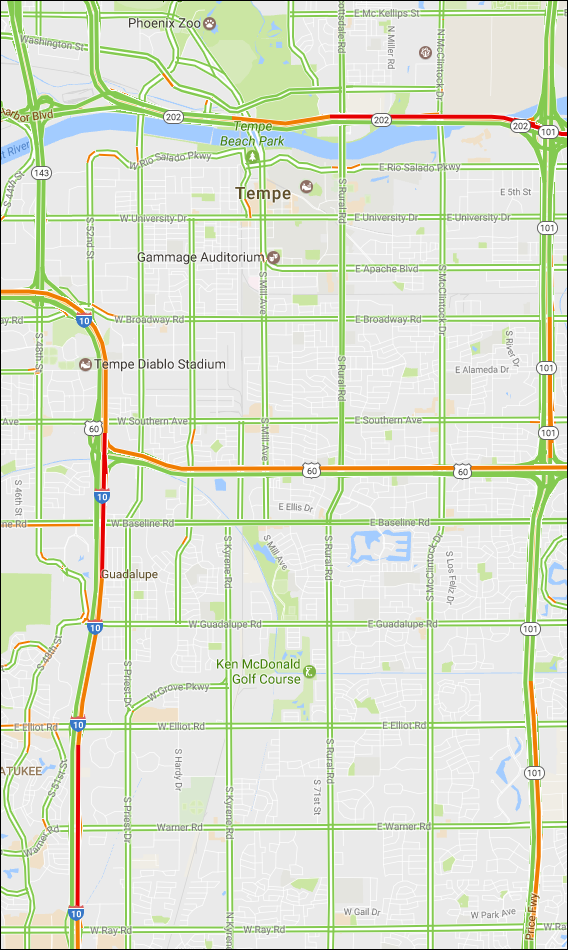 Phoenix Zoo
E Mc Kellips St
Washington St
Scottsdale Rd
N Miller Rd
N McClintock Dr
Harbor Blvd
202
202
202
101
Tempe
Beach Park
W Rio Salado Pkwy
E Rio Salado Pkwy
143
S 44th St
Tempe
E 5th St
S 52nd St
W University Dr
S Rural Rd
E University Dr
E University Dr
101
Gammage Auditorium
E Apache Blvd
S Mill Ave
S McClintock Dr
10
W Broadway Rd
E Broadway Rd
S 48th St
S River Dr
Tempe Diablo Stadium
E Alameda Dr
101
S Rural Rd
W Southern Ave
E Southern Ave
60
S Mill Ave
101
60
60
S 46th St
10
E Ellis Dr
W Baseline Rd
E Baseline Rd
S Kyrene Rd
S Mill Ave
S Rural Rd
S McClintock Dr
S Los Feliz Dr
Guadalupe
10
W Guadalupe Rd
E Guadalupe Rd
101
S 48th St
S Priest Dr
Ken McDonald
Golf Course
W Grove Pkwy
E Elliot Rd
10
W Elliot Rd
E Elliot Rd
S Rural Rd
ATUKEE
S 51st St
S Hardy Dr
S Kyrene Rd
S 71st St
101
S Priest Dr
Warner Rd
Warner Rd
S Kyrene Rd
E Warner Rd
Price Fwy
10
W Gail Dr
W Park Ave
W Ray Rd
N Kyrene
W Ray Rd
W Ra